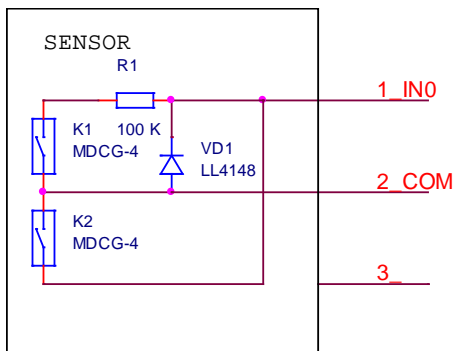 SENSOR
R1
1_IN0
K1
100 K
MDCG-4
VD1
LL4148
2_COM
K2
MDCG-4
3_